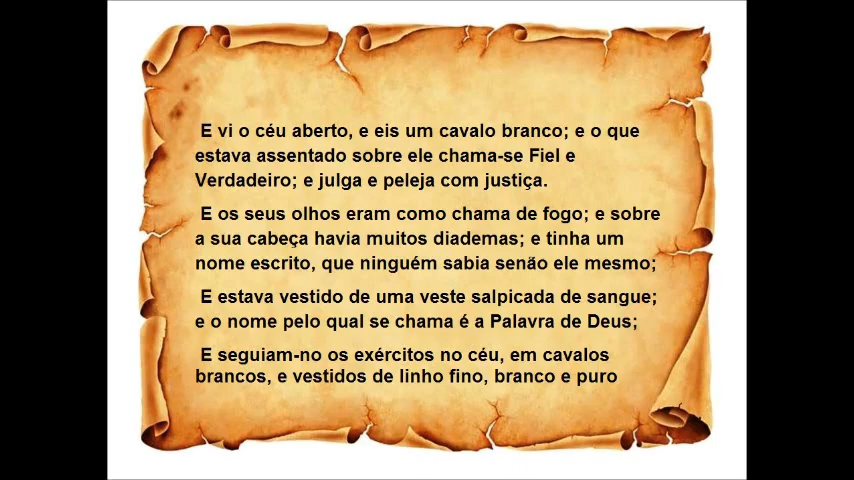 E vi o céu aberto, e eis um cavalo branco; e o que
estava assentado sobre ele chama-se Fiel e
Verdadeiro; e julga e peleja com justiça.
E os seus olhos eram como chama de fogo; e sobre
a sua cabeça havia muitos diademas; e tinha um
nome escrito, que ninguém sabia senão ele mesmo;
E estava vestido de uma veste salpicada de sangue;
e o nome pelo qual se chama é a Palavra de Deus;
E seguiam-no os exércitos no céu, em cavalos
brancos, e vestidos de linho fino, branco e puro